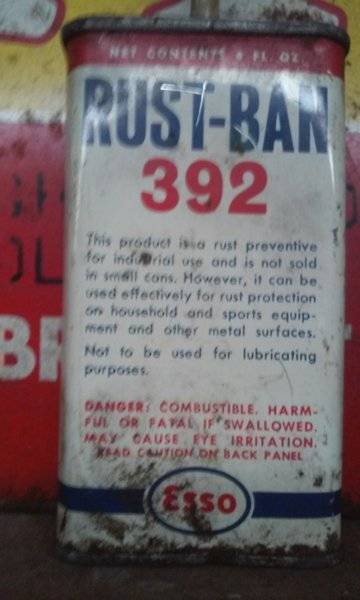 NET CONTENTS 4 FL. OZ.
RUST-BAN
392
This product is a rust preventive
for industrial use and is not sold
in small cans. However, it can be
used effectively for rust protection
on household and sports equip-
ment and other metal surfaces.
Not to be used for lubricating
purposes.
DANGER: COMBUSTIBLE. HARM-
FUL OR FATAL IF SWALLOWED.
MAY CAUSE EYE IRRITATION.
READ CAUTION ON BACK PANEL
Esso